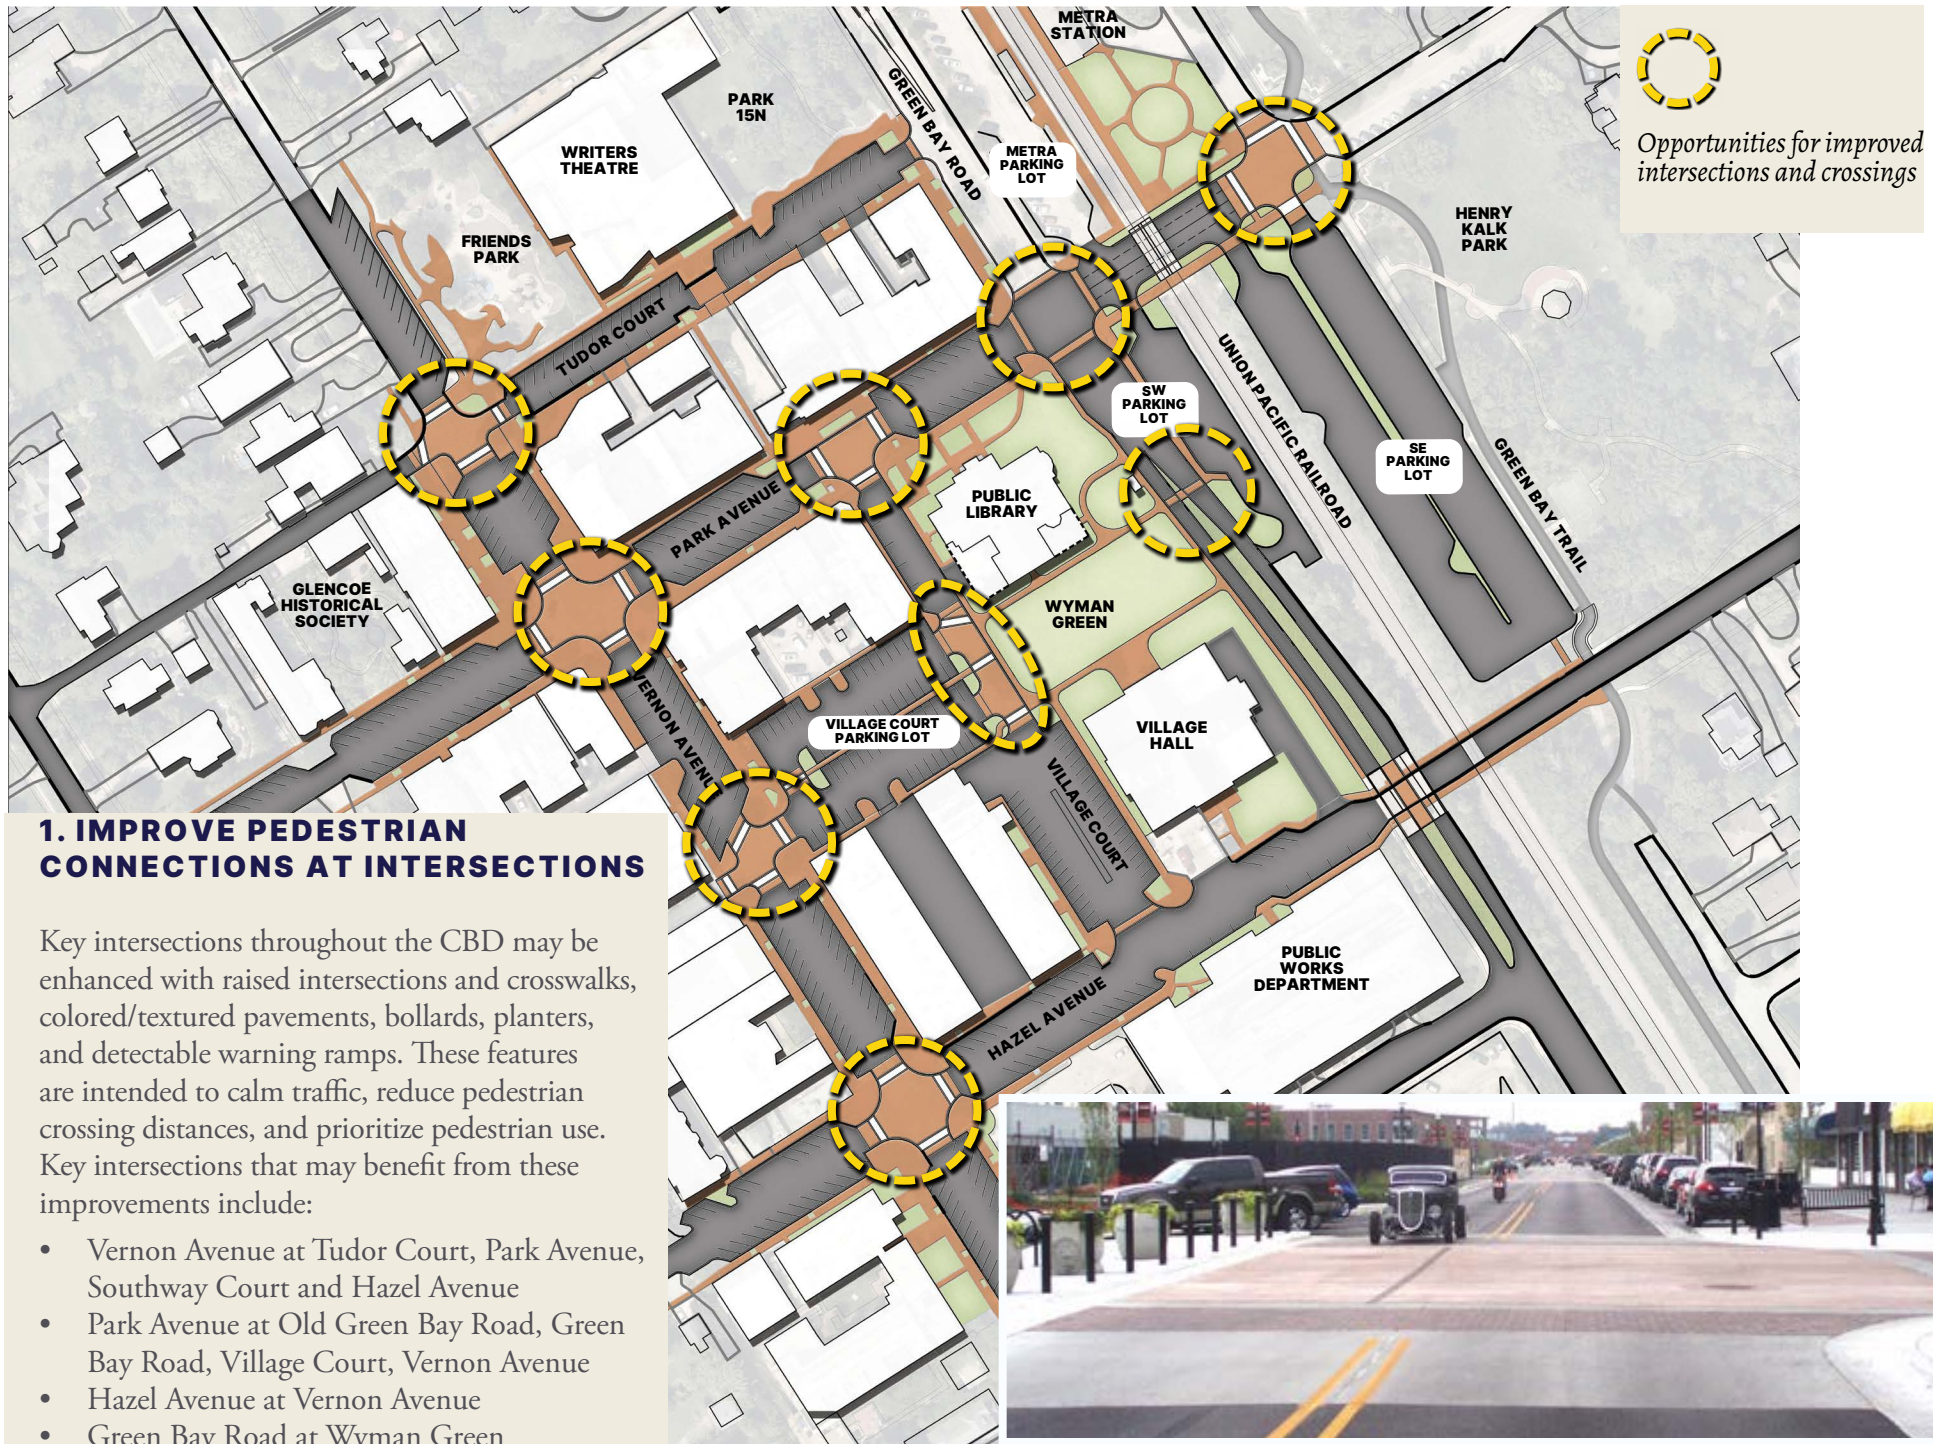 METRA
STATION
PARK
15N
GREEN BAY ROAD
WRITERS
THEATRE
METRA
PARKING
LOT
Opportunities for improved
intersections and crossings
HENRY
KALK
PARK
FRIENDS
PARK
TUDOR COURT
UNION PACIFIC RAILROAD
SW
PARKING
LOT
SE
PARKING
LOT
GREEN BAY TRAIL
PARK AVENUE
PUBLIC
LIBRARY
GLENCOE
HISTORICAL
SOCIETY
WYMAN
GREEN
VERNON AVENUE
VILLAGE COURT
PARKING LOT
VILLAGE
HALL
VILLAGE COURT
PUBLIC
WORKS
DEPARTMENT
HAZEL AVENUE
1. IMPROVE PEDESTRIAN
CONNECTIONS AT INTERSECTIONS
Key intersections throughout the CBD may be
enhanced with raised intersections and crosswalks,
colored/textured pavements, bollards, planters,
and detectable warning ramps. These features
are intended to calm traffic, reduce pedestrian
crossing distances, and prioritize pedestrian use.
Key intersections that may benefit from these
improvements include:
• Vernon Avenue at Tudor Court, Park Avenue,
Southway Court and Hazel Avenue
• Park Avenue at Old Green Bay Road, Green
Bay Road, Village Court, Vernon Avenue
• Hazel Avenue at Vernon Avenue
• Green Bay Road at Wyman Green